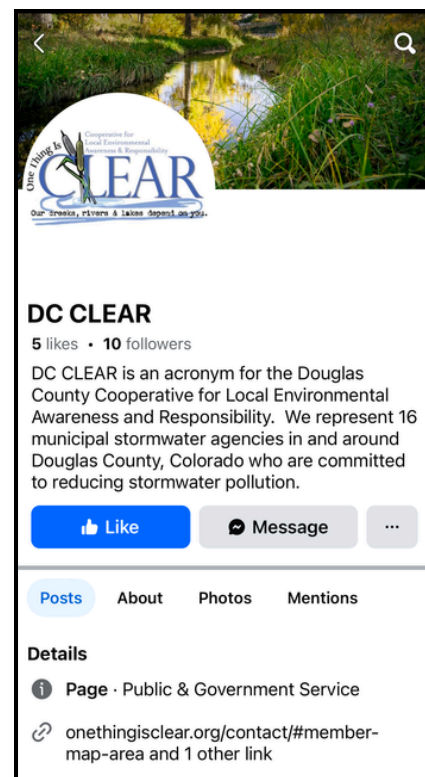 One Thing Is
Cooperative for
Local Environmental
Awareness & Responsibility
CLEAR
Our creeks, rivers & lakes depend on you.
DC CLEAR
5 likes • 10 followers
DC CLEAR is an acronym for the Douglas
County Cooperative for Local Environmental
Awareness and Responsibility. We represent 16
municipal stormwater agencies in and around
Douglas County, Colorado who are committed
to reducing stormwater pollution.
Like Message ...
Posts About Photos Mentions
Details
Page · Public & Government Service
onethingisclear.org/contact/#member-
map-area and 1 other link